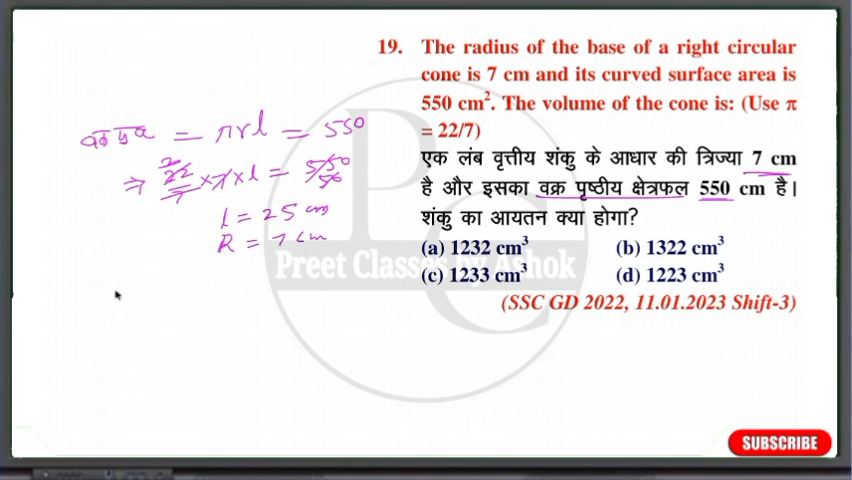 19. The radius of the base of a right circular
cone is 7 cm and its curved surface area is
550 cm². The volume of the cone is: (Use π
= 22/7)
एक लंब वृत्तीय शंकु के आधार की त्रिज्या 7 cm
है और इसका वक्र पृष्ठीय क्षेत्रफल 550 cm है।
शंकु का आयतन क्या होगा?
(a) 1232 cm³ (b) 1322 cm³
(c) 1233 cm³ (d) 1223 cm³
(SSC GD 2022, 11.01.2023 Shift-3)
= πrl = 550
l = 25 cm
R = 7 cm
Preet Classes by Ashok
SUBSCRIBE